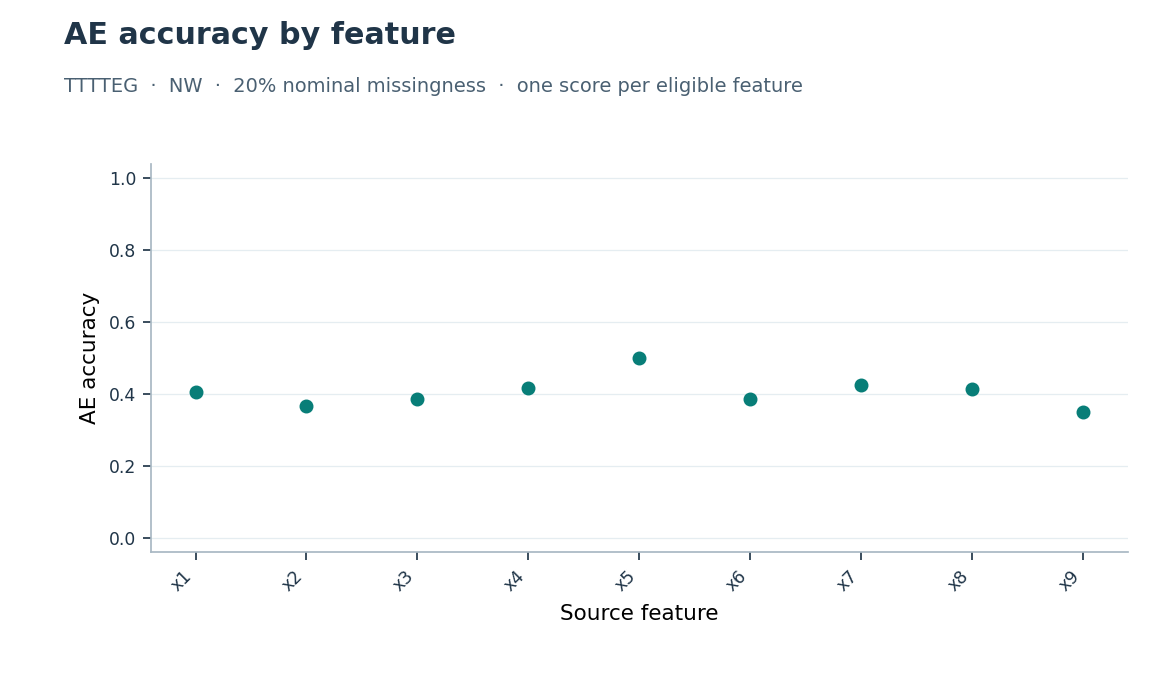 AE accuracy by feature
TTTTEG · NW · 20% nominal missingness · one score per eligible feature
1.0
0.8
0.6
0.4
0.2
0.0
AE accuracy
x1 x2 x3 x4 x5 x6 x7 x8 x9
Source feature